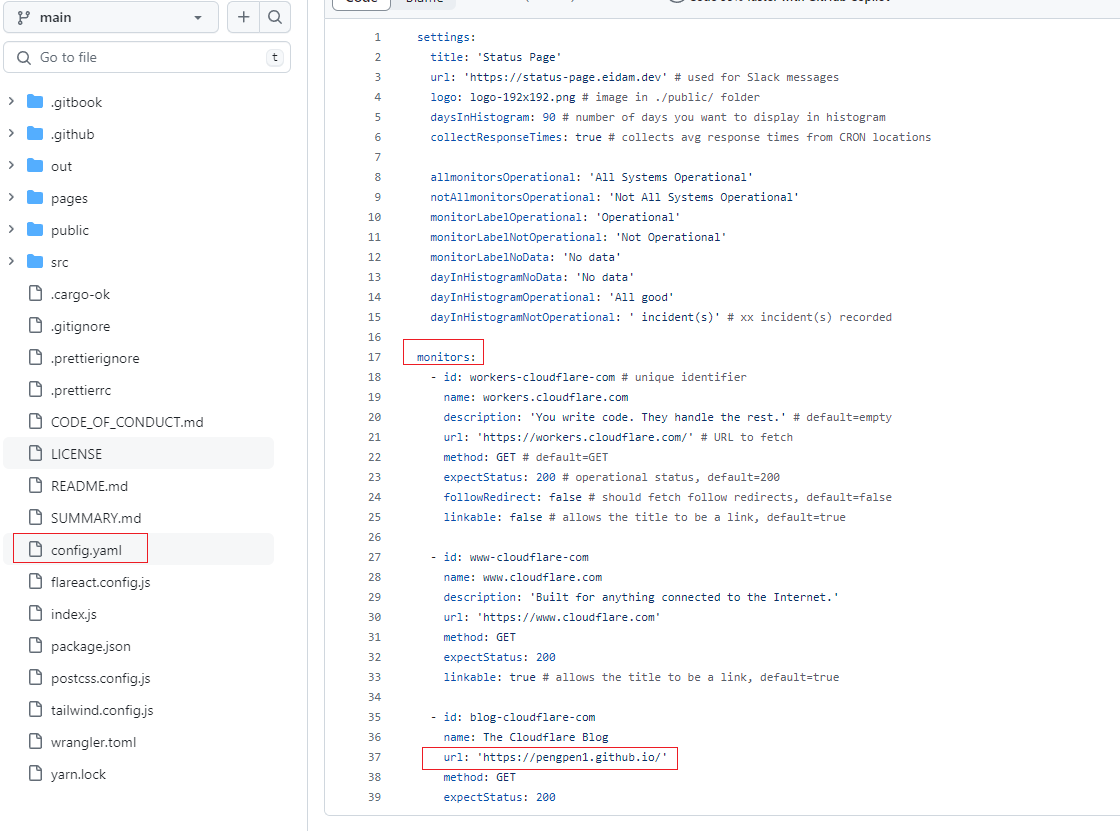 main
Go to file
t
.gitbook
.github
out
pages
public
src
.cargo-ok
.gitignore
.prettierignore
.prettierrc
CODE_OF_CONDUCT.md
LICENSE
README.md
SUMMARY.md
config.yaml
flareact.config.js
index.js
package.json
postcss.config.js
tailwind.config.js
wrangler.toml
yarn.lock
Code Blame
1 settings:
2 title: 'Status Page'
3 url: 'https://status-page.eidam.dev' # used for Slack messages
4 logo: logo-192x192.png # image in ./public/ folder
5 daysInHistogram: 90 # number of days you want to display in histogram
6 collectResponseTimes: true # collects avg response times from CRON locations
7
8 allmonitorsOperational: 'All Systems Operational'
9 notAllmonitorsOperational: 'Not All Systems Operational'
10 monitorLabelOperational: 'Operational'
11 monitorLabelNotOperational: 'Not Operational'
12 monitorLabelNoData: 'No data'
13 dayInHistogramNoData: 'No data'
14 dayInHistogramOperational: 'All good'
15 dayInHistogramNotOperational: ' incident(s)' # xx incident(s) recorded
16
17 monitors:
18 - id: workers-cloudflare-com # unique identifier
19 name: workers.cloudflare.com
20 description: 'You write code. They handle the rest.' # default=empty
21 url: 'https://workers.cloudflare.com/' # URL to fetch
22 method: GET # default=GET
23 expectStatus: 200 # operational status, default=200
24 followRedirect: false # should fetch follow redirects, default=false
25 linkable: false # allows the title to be a link, default=true
26
27 - id: www-cloudflare-com
28 name: www.cloudflare.com
29 description: 'Built for anything connected to the Internet.'
30 url: 'https://www.cloudflare.com'
31 method: GET
32 expectStatus: 200
33 linkable: true # allows the title to be a link, default=true
34
35 - id: blog-cloudflare-com
36 name: The Cloudflare Blog
37 url: 'https://pengpen1.github.io/'
38 method: GET
39 expectStatus: 200